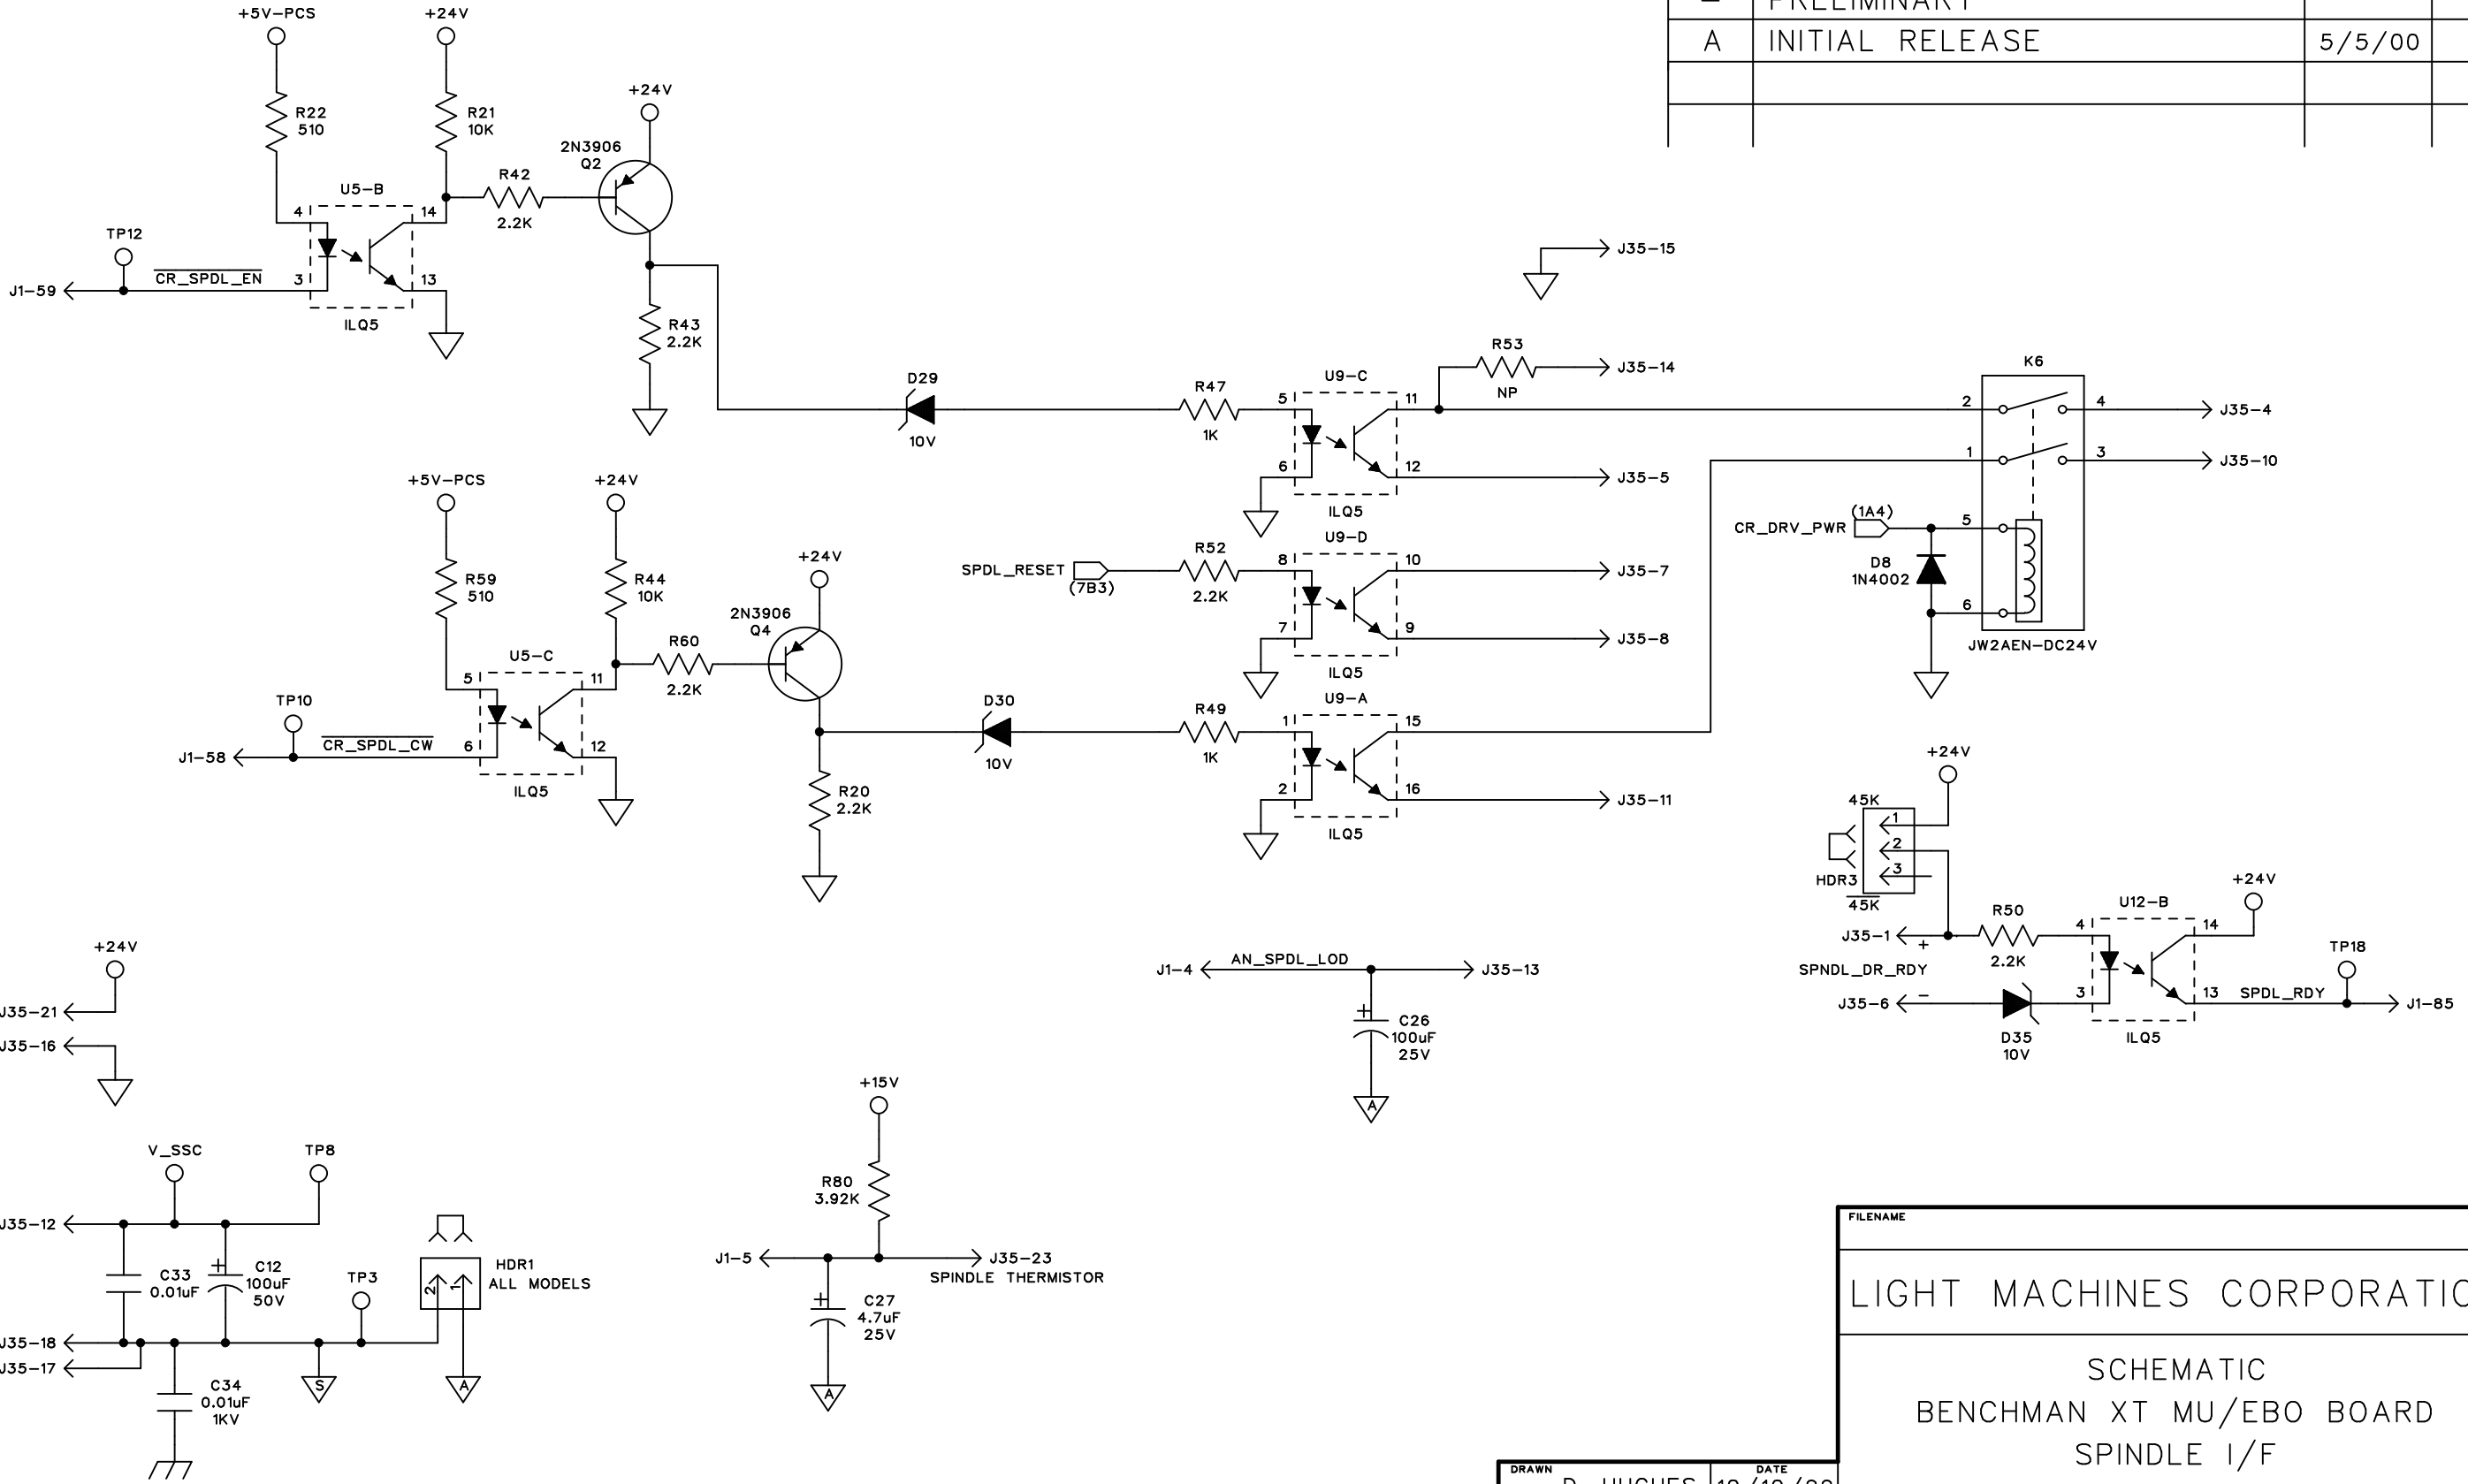 +5V-PCS
+24V
— PRELIMINARY
A INITIAL RELEASE 5/5/00
R22
510
R21
10K
+24V
2N3906
Q2
R42
2.2K
U5-B
4
14
TP12
CR_SPDL_EN
J1-59
3
13
ILQ5
R43
2.2K
J35-15
R53
NP
J35-14
D29
10V
R47
1K
U9-C
5
11
6
12
ILQ5
J35-5
K6
2
4
J35-4
1
3
J35-10
CR_DRV_PWR
(1A4)
5
D8
1N4002
6
JW2AEN-DC24V
+5V-PCS
+24V
R59
510
R44
10K
+24V
2N3906
Q4
R60
2.2K
U5-C
5
11
TP10
CR_SPDL_CW
J1-58
6
12
ILQ5
R20
2.2K
SPDL_RESET
(7B3)
R52
2.2K
U9-D
8
10
J35-7
7
9
J35-8
ILQ5
D30
10V
R49
1K
U9-A
1
15
2
16
J35-11
ILQ5
+24V
45K
1
2
3
HDR3
45K
J35-1
+
R50
2.2K
SPNDL_DR_RDY
J35-6
–
D35
10V
U12-B
4
14
3
13
ILQ5
+24V
SPDL_RDY
TP18
J1-85
+24V
J35-21
J35-16
J1-4
AN_SPDL_LOD
J35-13
+
C26
100uF
25V
A
V_SSC
TP8
J35-12
C33
0.01uF
+
C12
100uF
50V
TP3
HDR1
ALL MODELS
2
1
J35-18
J35-17
C34
0.01uF
1KV
S
A
+15V
R80
3.92K
J1-5
J35-23
SPINDLE THERMISTOR
+
C27
4.7uF
25V
A
FILENAME
LIGHT MACHINES CORPORATIO
SCHEMATIC
BENCHMAN XT MU/EBO BOARD
SPINDLE I/F
DRAWN
D. HUGHES
DATE